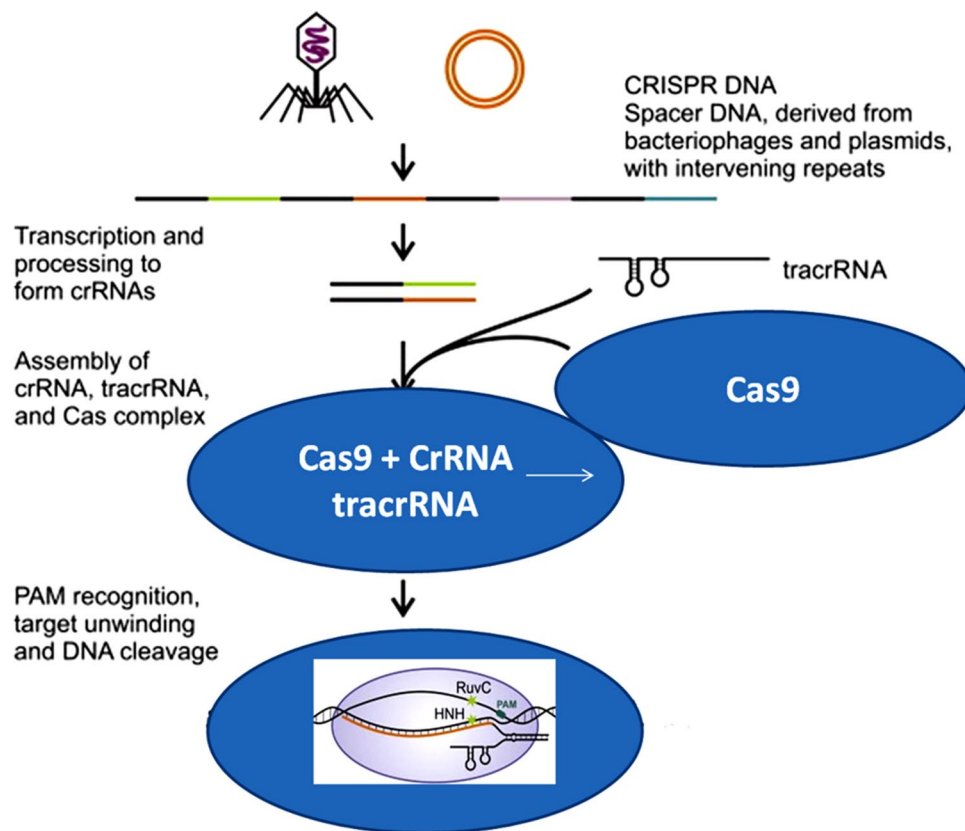 CRISPR DNA
Spacer DNA, derived from
bacteriophages and plasmids,
with intervening repeats
Transcription and
processing to
form crRNAs
tracrRNA
Assembly of
crRNA, tracrRNA,
and Cas complex
Cas9
Cas9 + CrRNA
tracrRNA
PAM recognition,
target unwinding
and DNA cleavage
RuvC
PAM
HNH